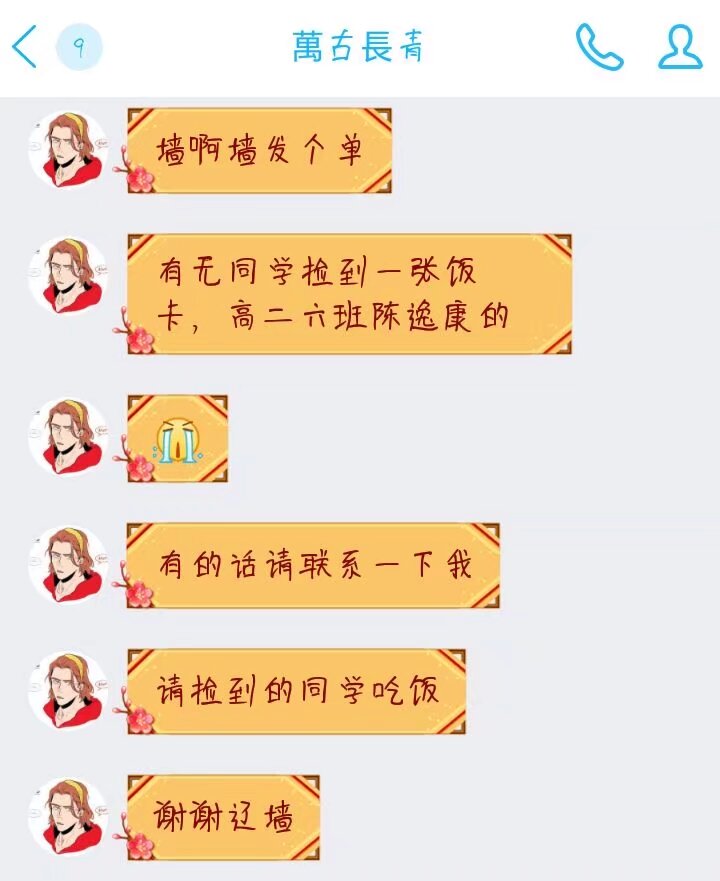 9
萬古長青
墙啊墙发个单
有无同学捡到一张饭
卡，高二六班陈逸康的
有的话请联系一下我
请捡到的同学吃饭
谢谢辽墙